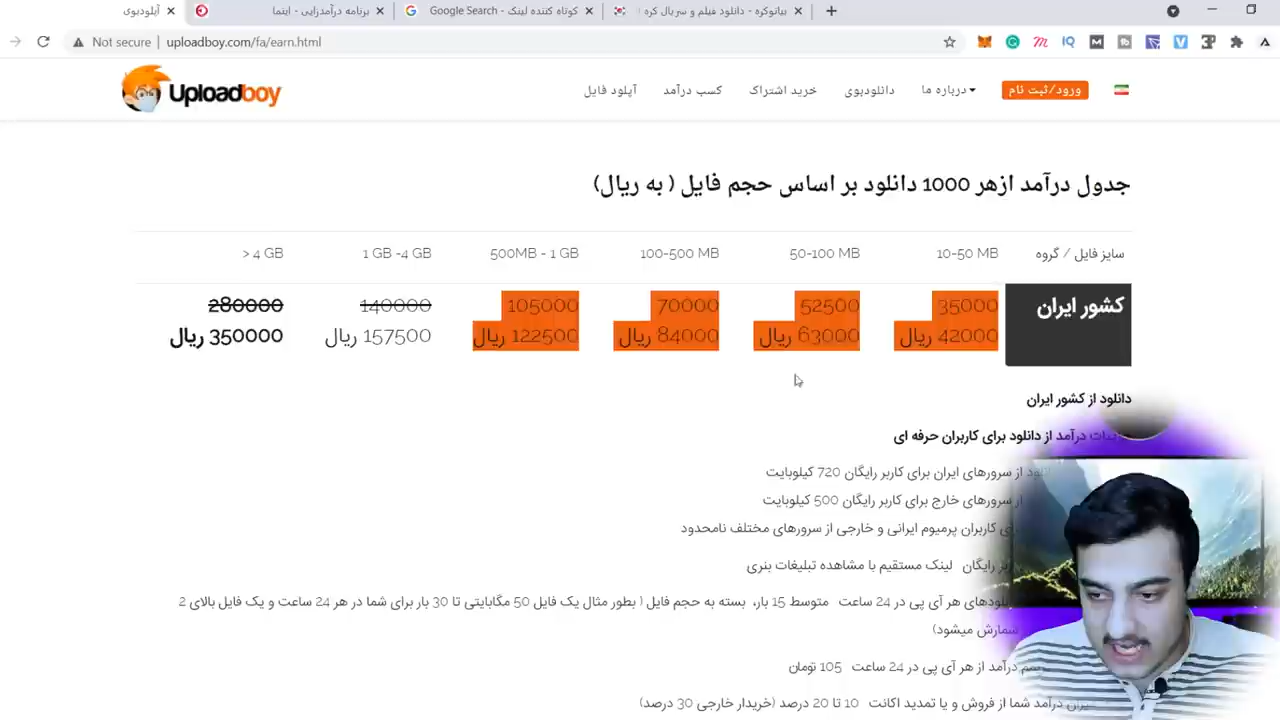 آپلودبوی
برنامه درآمدزایی - ایتما
کوتاه کننده لینک - Google Search
بیاتوکره - دانلود فیلم و سریال کره ا
Not secure | uploadboy.com/fa/earn.html
Uploadboy
ورود/ثبت نام
درباره ما
دانلودبوی
خرید اشتراک
کسب درآمد
آپلود فایل
جدول درآمد ازهر 1000 دانلود بر اساس حجم فایل ( به ریال)
سایز فایل / گروه 10-50 MB 50-100 MB 100-500 MB 500MB - 1 GB 1 GB -4 GB > 4 GB
کشور ایران 35000 52500 70000 105000 140000 280000
42000 ریال 63000 ریال 84000 ریال 122500 ریال 157500 ریال 350000 ریال
دانلود از کشور ایران
درآمد از دانلود برای کاربران حرفه ای
از سرورهای ایران برای کاربر رایگان 720 کیلوبایت
از سرورهای خارج برای کاربر رایگان 500 کیلوبایت
کاربران پرمیوم ایرانی و خارجی از سرورهای مختلف نامحدود
رایگان لینک مستقیم با مشاهده تبلیغات بنری
هر آی پی در 24 ساعت متوسط 15 بار، بسته به حجم فایل ( بطور مثال یک فایل 50 مگابایتی تا 30 بار برای شما در هر 24 ساعت و یک فایل بالای 2
شمارش میشود)
درآمد از هر آی پی در 24 ساعت 105 تومان
درآمد شما از فروش و یا تمدید اکانت 10 تا 20 درصد (خریدار خارجی 30 درصد)